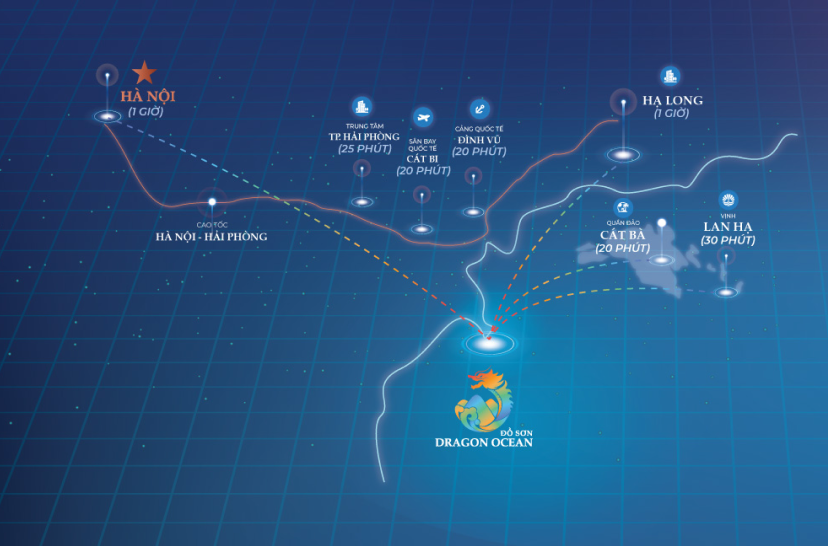 HÀ NỘI
(1 GIỜ)
CAO TỐC
HÀ NỘI - HẢI PHÒNG
TRUNG TÂM
TP. HẢI PHÒNG
(25 PHÚT)
SÂN BAY
QUỐC TẾ
CÁT BI
(20 PHÚT)
CẢNG QUỐC TẾ
ĐÌNH VŨ
(20 PHÚT)
HẠ LONG
(1 GIỜ)
QUẦN ĐẢO
CÁT BÀ
(20 PHÚT)
VỊNH
LAN HẠ
(30 PHÚT)
ĐỒ SƠN
DRAGON OCEAN